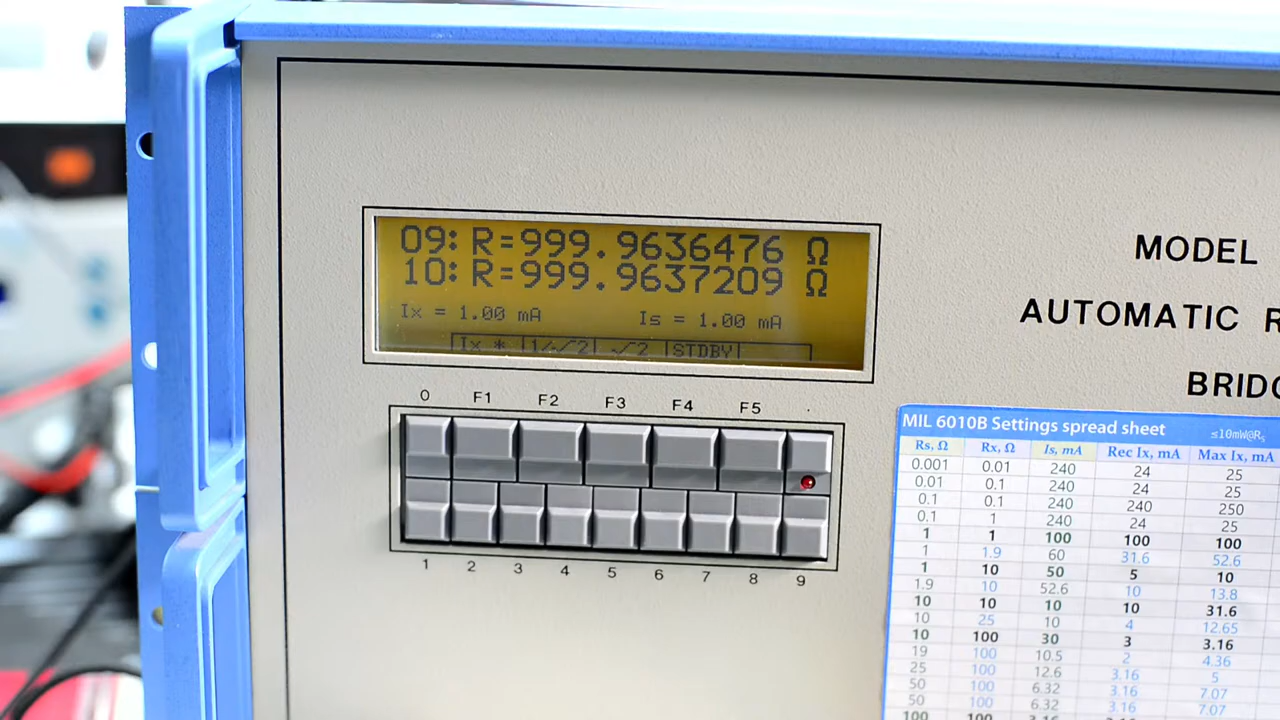 09: R=999.9636476 Ω
10: R=999.9637209 Ω
Ix = 1.00 mA Is = 1.00 mA
Ix * 1/√2 √2 STDBY
0 F1 F2 F3 F4 F5 .
1 2 3 4 5 6 7 8 9
MODEL
AUTOMATIC
MIL 6010B Settings spread sheet ≤10mW@Rs
Rs, Ω Rx, Ω Is, mA Rec Ix, mA Max Ix, mA
0.001 0.01 240 24 25
0.01 0.1 240 24 25
0.1 0.1 240 240 250
0.1 1 240 24 25
1 1 100 100 100
1 1.9 60 31.6 52.6
1 10 50 5 10
1.9 10 52.6 10 13.8
10 10 10 10 31.6
10 25 10 4 12.65
10 100 30 3 3.16
19 100 10.5 2 4.36
25 100 12.6 3.16 5
50 100 6.32 3.16 7.07
50 100 6.32 3.16 7.07
100 100 3.16